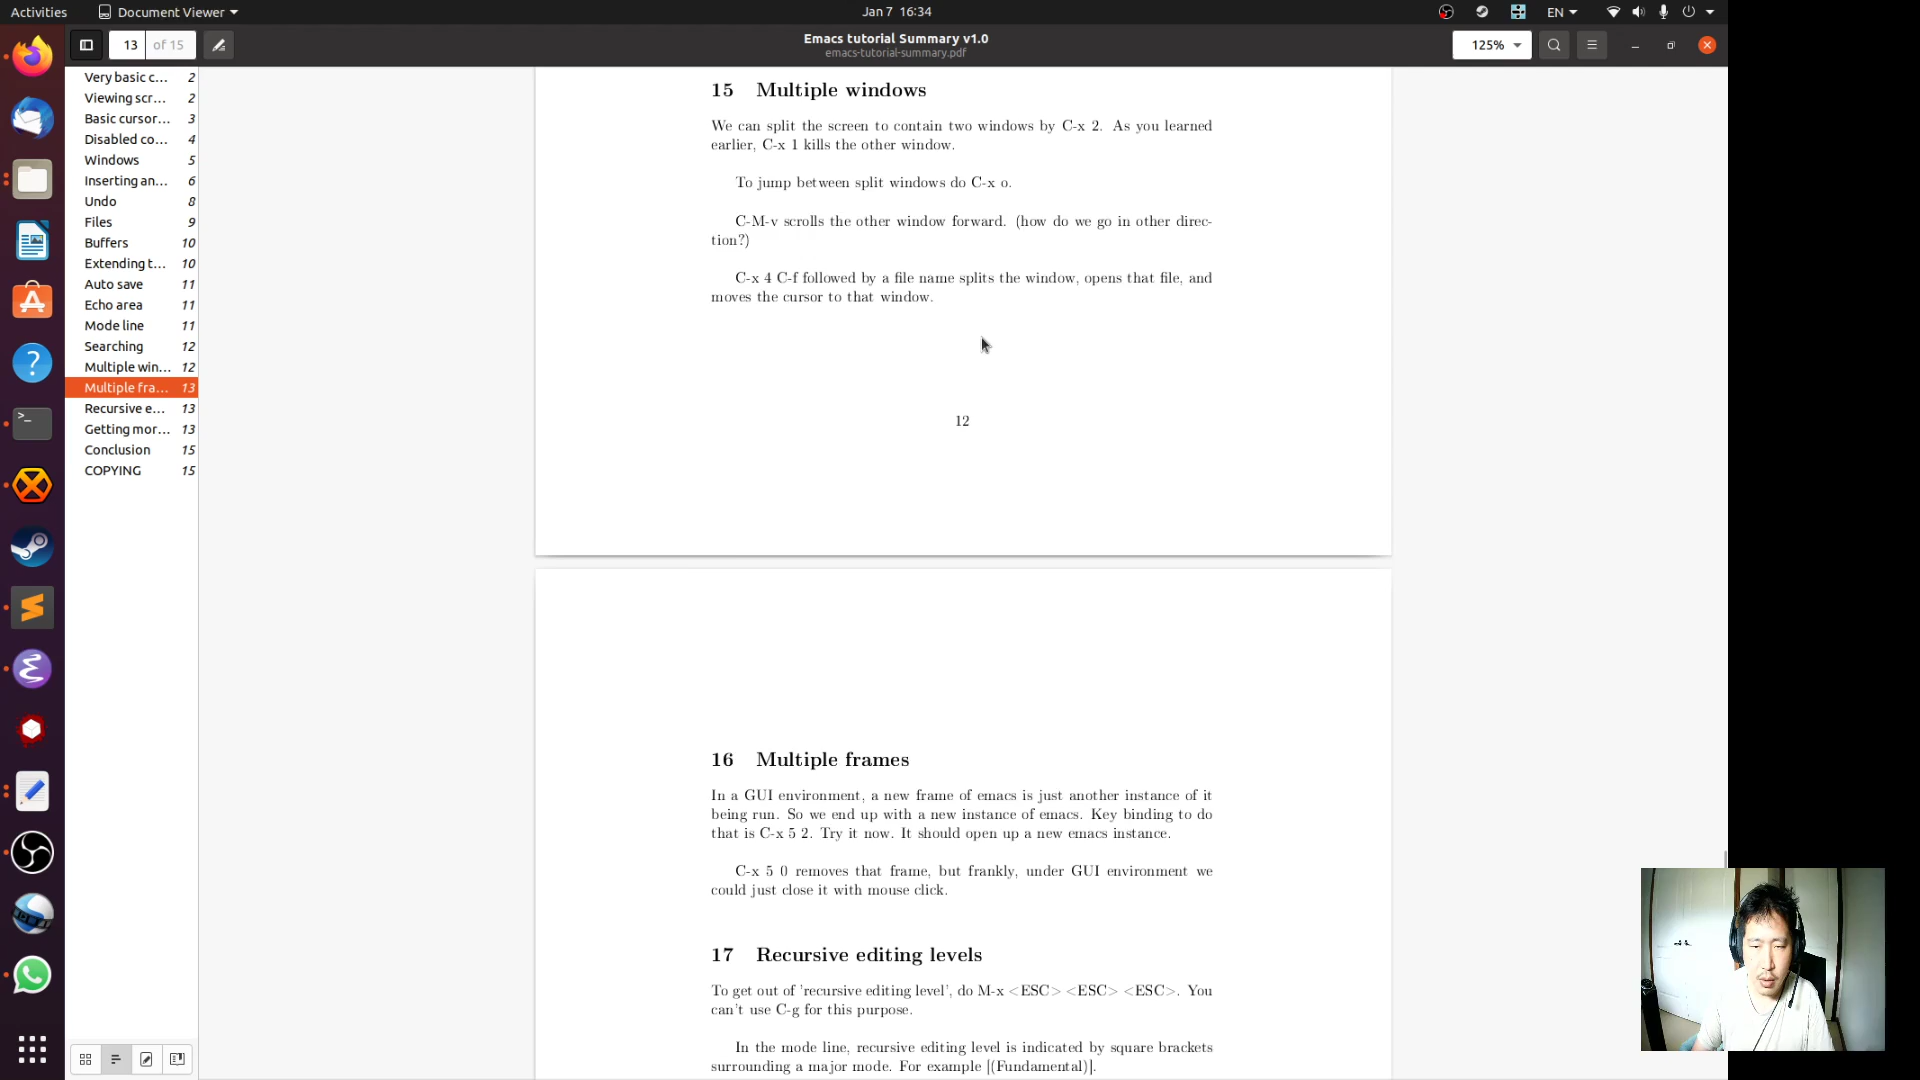 Activities
Document Viewer
Jan 7 16:34
EN
13 of 15
Emacs tutorial Summary v1.0
emacs-tutorial-summary.pdf
125%
Very basic c... 2
Viewing scr... 2
Basic cursor... 3
Disabled co... 4
Windows 5
Inserting an... 6
Undo 8
Files 9
Buffers 10
Extending t... 10
Auto save 11
Echo area 11
Mode line 11
Searching 12
Multiple win... 12
Multiple fra... 13
Recursive e... 13
Getting mor... 13
Conclusion 15
COPYING 15
15 Multiple windows
We can split the screen to contain two windows by C-x 2. As you learned
earlier, C-x 1 kills the other window.
To jump between split windows do C-x o.
C-M-v scrolls the other window forward. (how do we go in other direc-
tion?)
C-x 4 C-f followed by a file name splits the window, opens that file, and
moves the cursor to that window.
12
16 Multiple frames
In a GUI environment, a new frame of emacs is just another instance of it
being run. So we end up with a new instance of emacs. Key binding to do
that is C-x 5 2. Try it now. It should open up a new emacs instance.
C-x 5 0 removes that frame, but frankly, under GUI environment we
could just close it with mouse click.
17 Recursive editing levels
To get out of 'recursive editing level', do M-x <ESC> <ESC> <ESC>. You
can't use C-g for this purpose.
In the mode line, recursive editing level is indicated by square brackets
surrounding a major mode. For example [(Fundamental)].